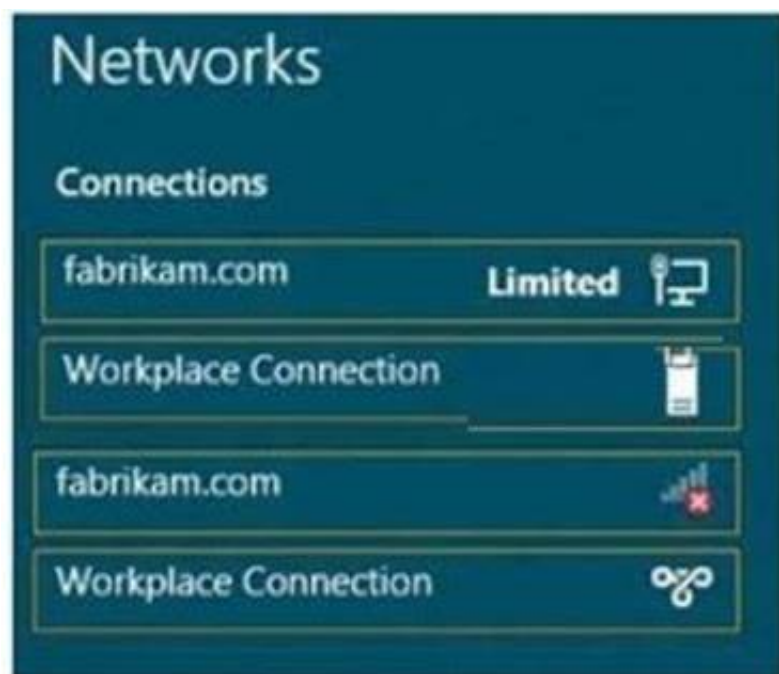 Networks
Connections
fabrikam.com Limited
Workplace Connection
fabrikam.com
Workplace Connection